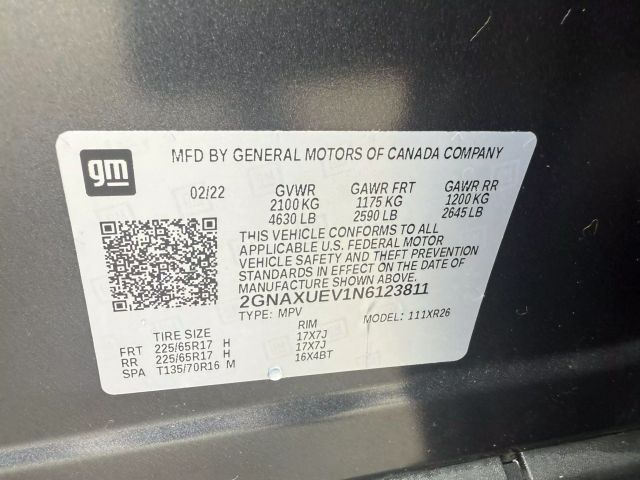 gm
MFD BY GENERAL MOTORS OF CANADA COMPANY
02/22 GVWR GAWR FRT GAWR RR
2100 KG 1175 KG 1200 KG
4630 LB 2590 LB 2645 LB
THIS VEHICLE CONFORMS TO ALL
APPLICABLE U.S. FEDERAL MOTOR
VEHICLE SAFETY AND THEFT PREVENTION
STANDARDS IN EFFECT ON THE DATE OF
MANUFACTURE SHOWN ABOVE.
2GNAXUEV1N6123811
TYPE: MPV MODEL: 111XR26
TIRE SIZE RIM
FRT 225/65R17 H 17X7J
RR 225/65R17 H 17X7J
SPA T135/70R16 M 16X4BT